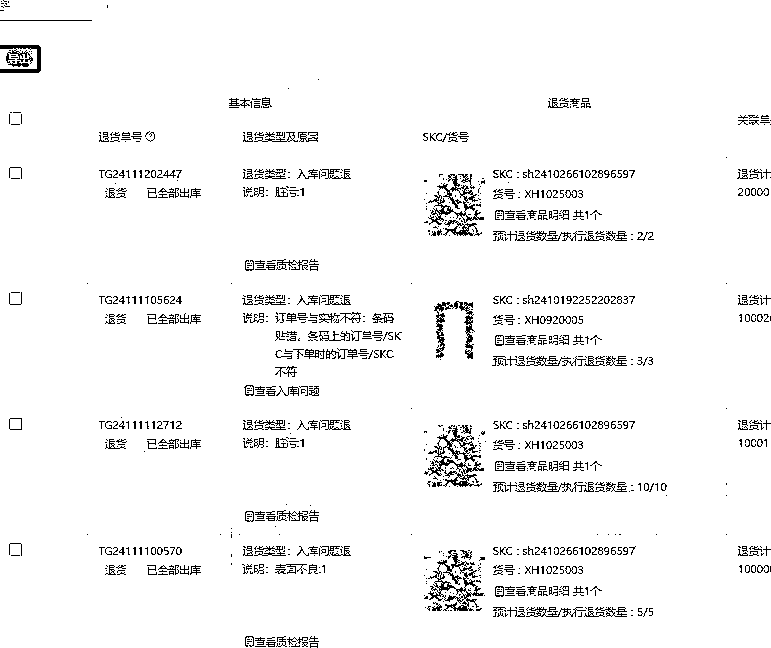 导出
基本信息 退货商品
关联单
退货单号 退货类型及原因 SKC/货号
TG24111202447 退货类型：入库问题退 SKC：sh2410266102896597 退货计
退货 已全部出库 说明：脏污:1 货号：XH1025003 20000
查看商品明细 共1个
预计退货数量/执行退货数量：2/2
查看质检报告
TG24111105624 退货类型：入库问题退 SKC：sh2410192252202837 退货计
退货 已全部出库 说明：订单号与实物不符：条码 货号：XH0920005 10002
贴错，条码上的订单号/SK 查看商品明细 共1个
C与下单时的订单号/SKC 预计退货数量/执行退货数量：3/3
不符
查看入库问题
TG24111112712 退货类型：入库问题退 SKC：sh2410266102896597 退货计
退货 已全部出库 说明：脏污:1 货号：XH1025003 10001
查看商品明细 共1个
预计退货数量/执行退货数量：10/10
查看质检报告
TG24111100570 退货类型：入库问题退 SKC：sh2410266102896597 退货计
退货 已全部出库 说明：表面不良:1 货号：XH1025003 10000
查看商品明细 共1个
预计退货数量/执行退货数量：5/5
查看质检报告